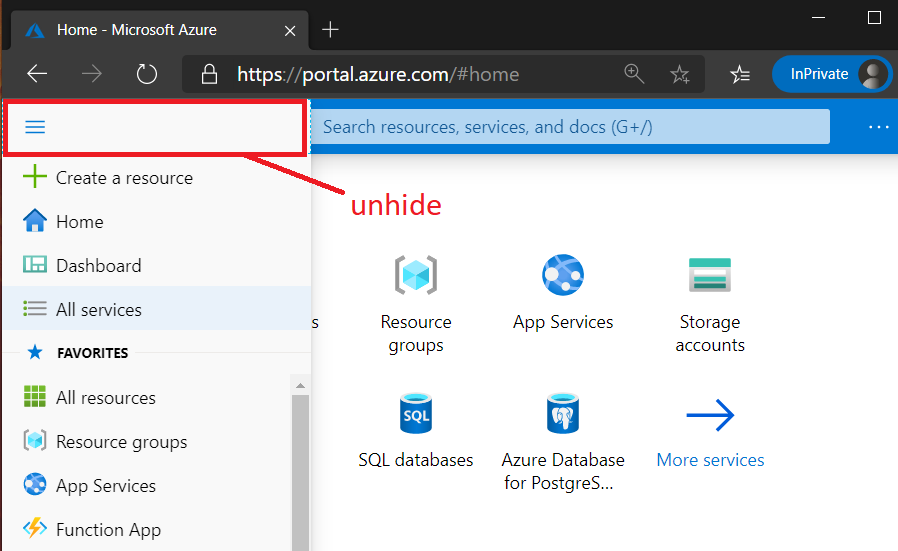 Home - Microsoft Azure
https://portal.azure.com/#home
InPrivate
Search resources, services, and docs (G+/)
unhide
Create a resource
Home
Dashboard
All services
FAVORITES
All resources
Resource groups
App Services
Function App
s
Resource
groups
App Services
Storage
accounts
SQL
SQL databases
Azure Database
for PostgreS...
More services